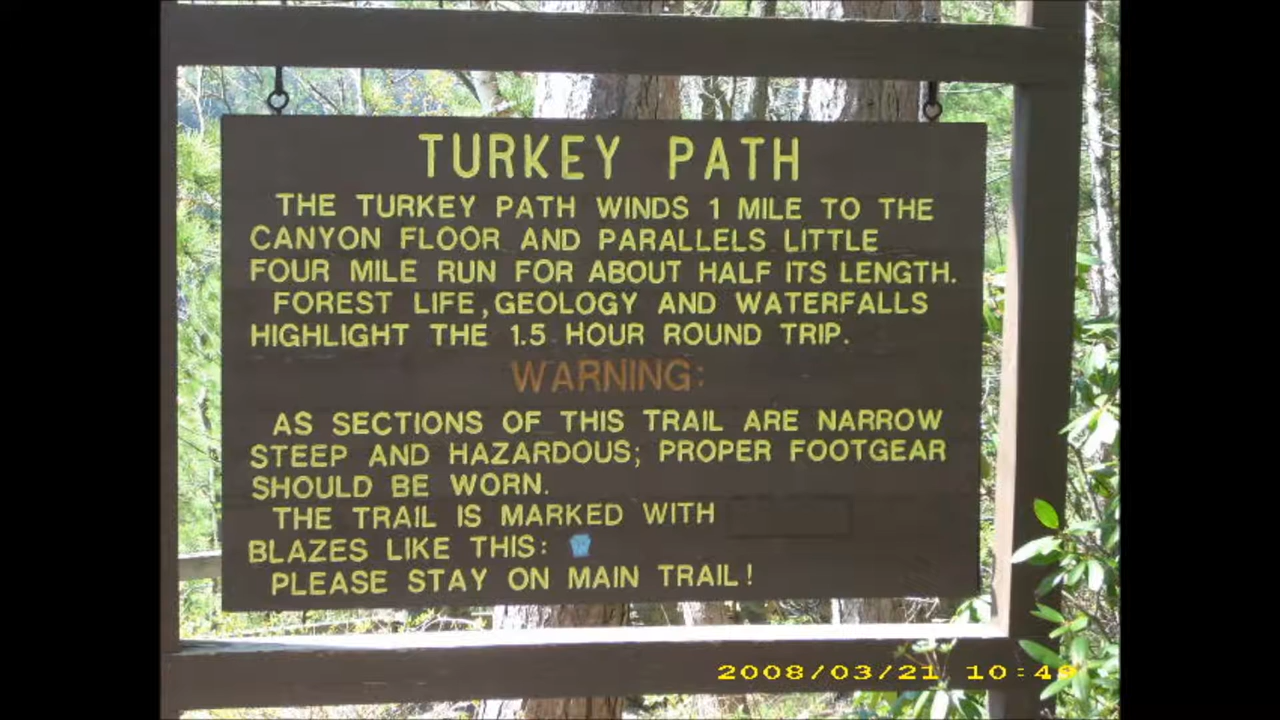 TURKEY PATH
THE TURKEY PATH WINDS 1 MILE TO THE
CANYON FLOOR AND PARALLELS LITTLE
FOUR MILE RUN FOR ABOUT HALF ITS LENGTH.
FOREST LIFE, GEOLOGY AND WATERFALLS
HIGHLIGHT THE 1.5 HOUR ROUND TRIP.
WARNING:
AS SECTIONS OF THIS TRAIL ARE NARROW
STEEP AND HAZARDOUS; PROPER FOOTGEAR
SHOULD BE WORN.
THE TRAIL IS MARKED WITH
BLAZES LIKE THIS:
PLEASE STAY ON MAIN TRAIL!
2008/03/21